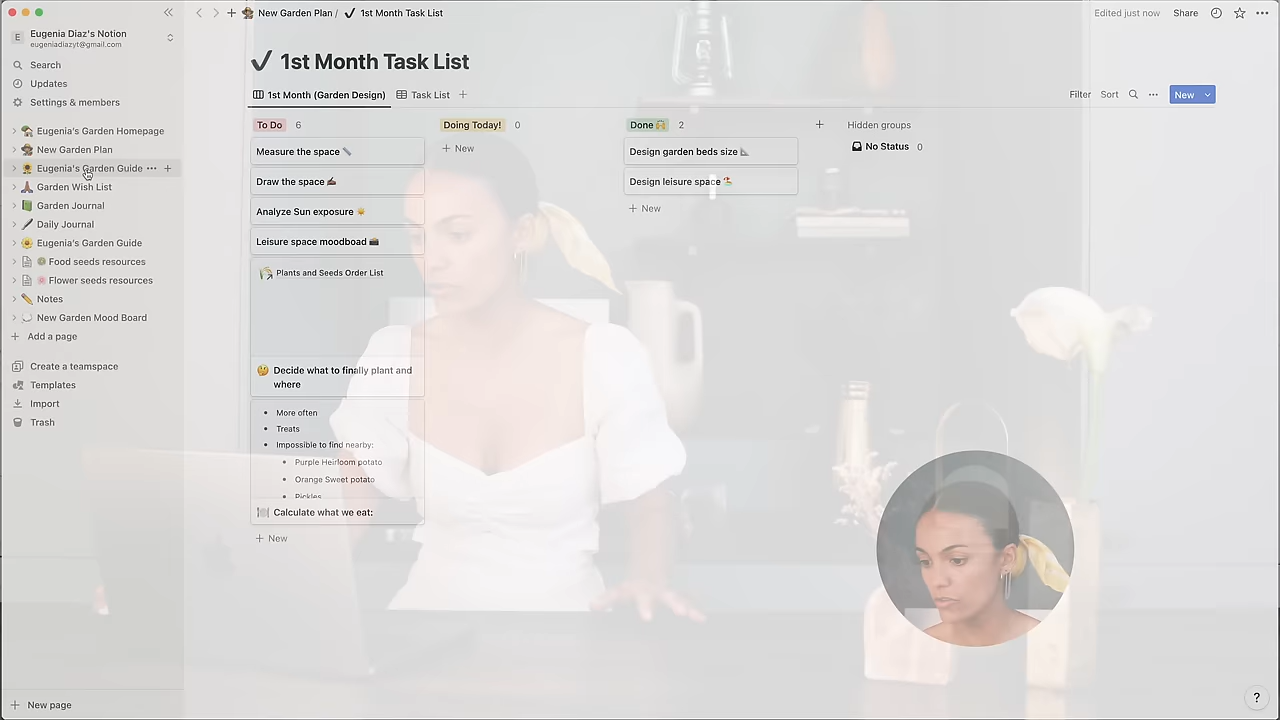 New Garden Plan / 1st Month Task List
Edited just now
Share
E
Eugenia Diaz's Notion
eugeniadiazyt@gmail.com
Search
Updates
Settings & members
Eugenia's Garden Homepage
New Garden Plan
Eugenia's Garden Guide
Garden Wish List
Garden Journal
Daily Journal
Eugenia's Garden Guide
Food seeds resources
Flower seeds resources
Notes
New Garden Mood Board
Add a page
Create a teamspace
Templates
Import
Trash
New page
1st Month Task List
1st Month (Garden Design)
Task List
Filter
Sort
New
To Do 6
Measure the space
Draw the space
Analyze Sun exposure
Leisure space moodboad
Plants and Seeds Order List
Decide what to finally plant and
where
More often
Treats
Impossible to find nearby:
Purple Heirloom potato
Orange Sweet potato
Pickles
Calculate what we eat:
+ New
Doing Today! 0
+ New
Done 2
Design garden beds size
Design leisure space
+ New
Hidden groups
No Status 0
?